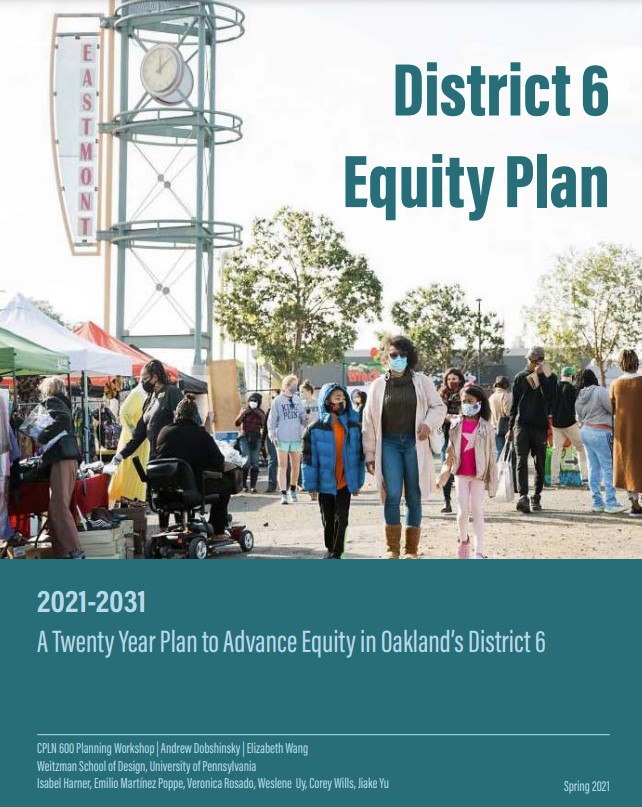 EASTMONT
District 6
Equity Plan
2021-2031
A Twenty Year Plan to Advance Equity in Oakland's District 6
CPLN 600 Planning Workshop | Andrew Dobshinsky | Elizabeth Wang
Weitzman School of Design, University of Pennsylvania
Isabel Harner, Emilio Martínez Poppe, Veronica Rosado, Weslene Uy, Corey Wills, Jiake Yu
Spring 2021